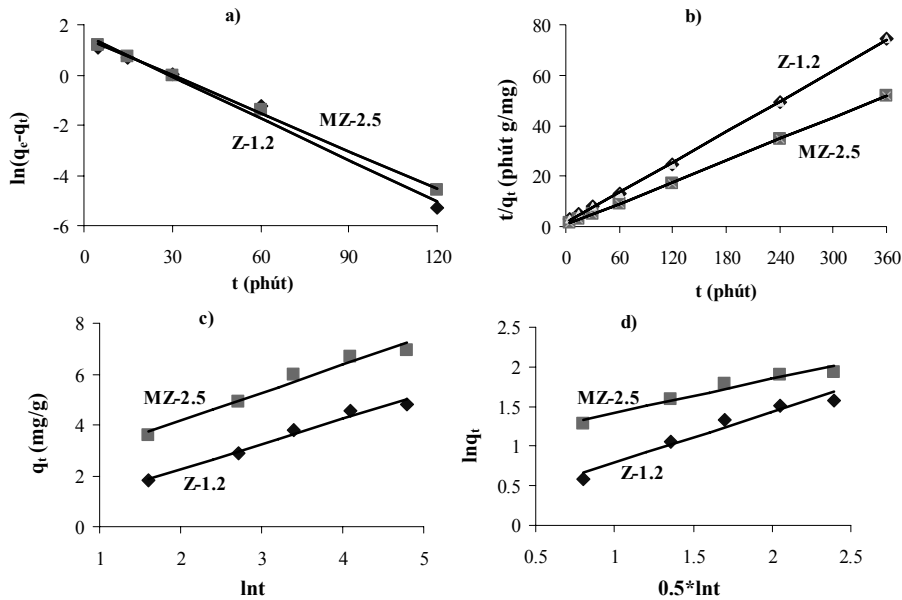 a)
2
0
-2
-4
-6
ln(qₑ-qₜ)
MZ-2.5
Z-1.2
0 30 60 90 120
t (phút)
b)
80
60
40
20
0
t/qₜ (phút g/mg)
Z-1.2
MZ-2.5
0 60 120 180 240 300 360
t (phút)
c)
8
6
4
2
0
qₜ (mg/g)
MZ-2.5
Z-1.2
1 2 3 4 5
lnt
d)
2.5
2
1.5
1
0.5
0
lnqₜ
MZ-2.5
Z-1.2
0.5 1 1.5 2 2.5
0.5*lnt